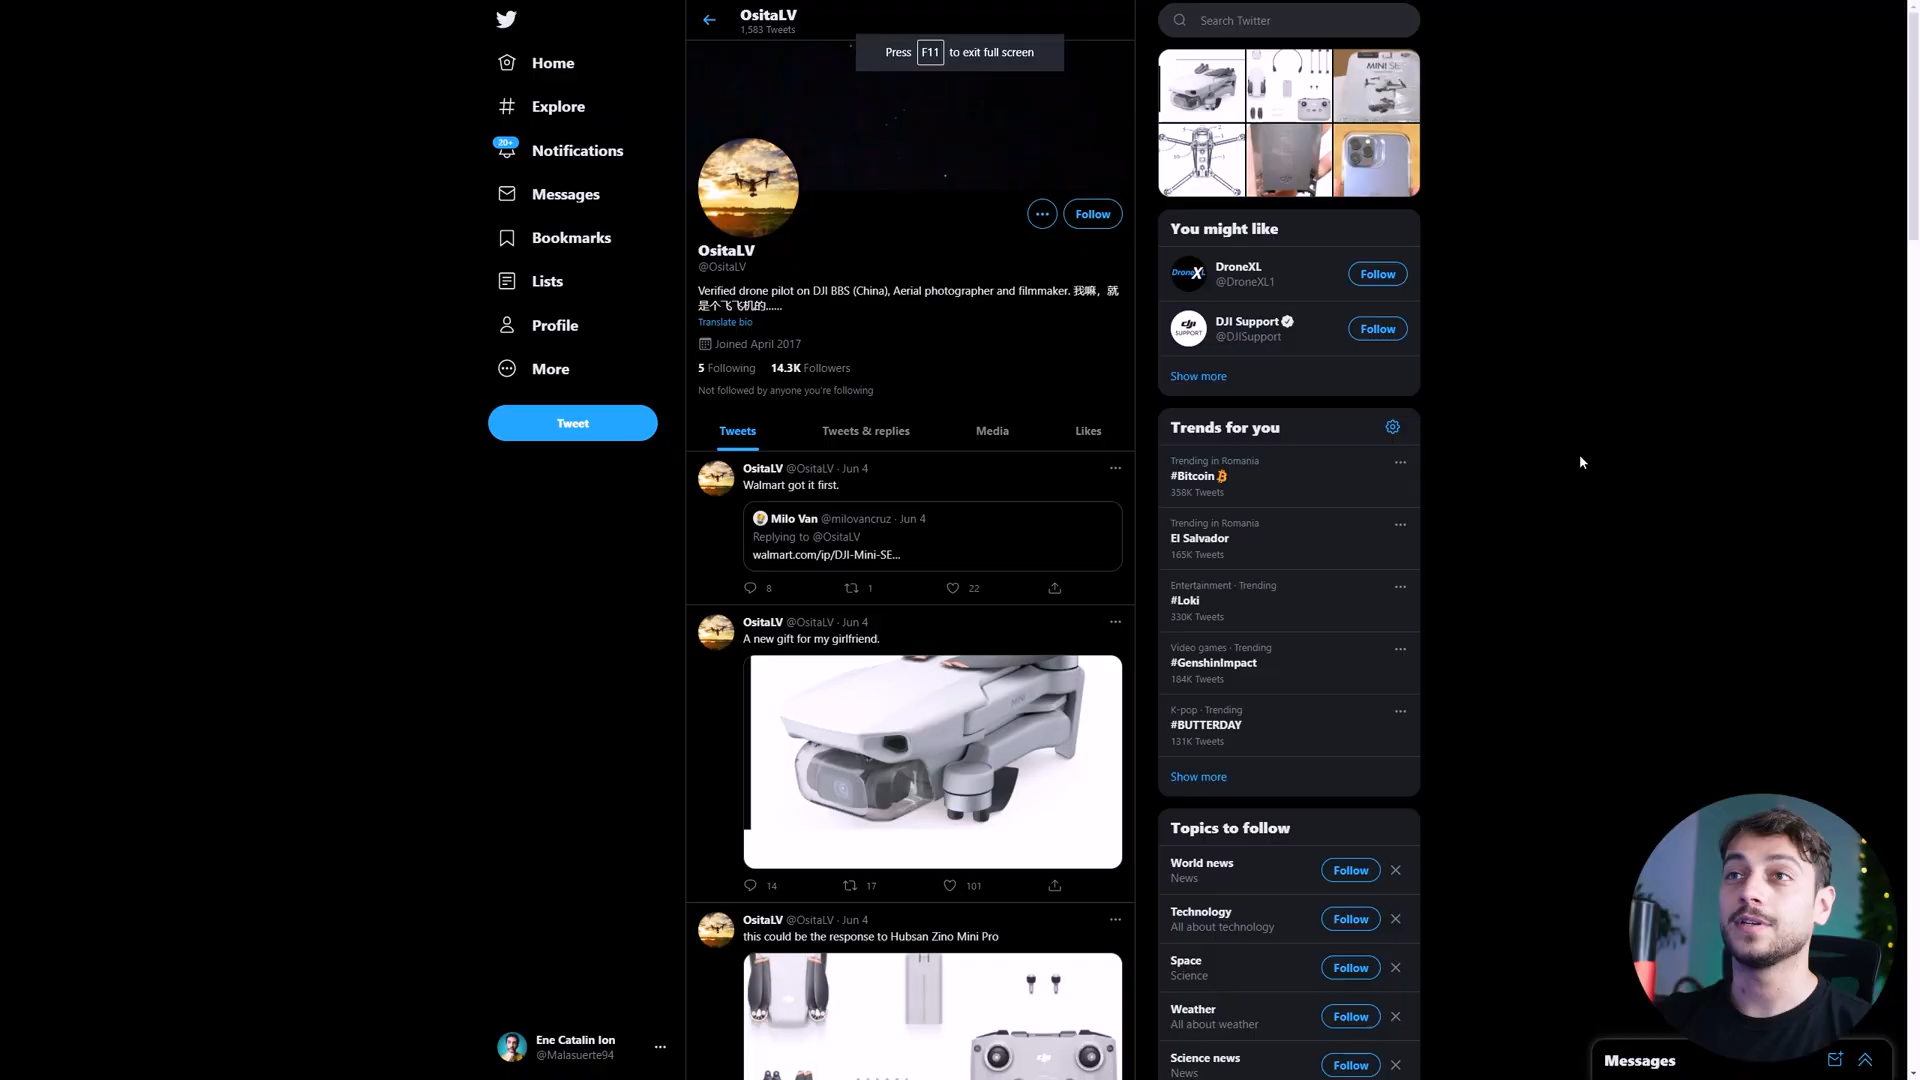 OsitaLV
1,583 Tweets
Press F11 to exit full screen
Search Twitter
Home
Explore
20+
Notifications
Messages
Bookmarks
Lists
Profile
More
Tweet
Follow
OsitaLV
@OsitaLV
Verified drone pilot on DJI BBS (China), Aerial photographer and filmmaker. 我嘛，就
是个飞飞机的......
Translate bio
Joined April 2017
5 Following 14.3K Followers
Not followed by anyone you're following
Tweets Tweets & replies Media Likes
OsitaLV @OsitaLV · Jun 4
Walmart got it first.
Milo Van @milovancruz · Jun 4
Replying to @OsitaLV
walmart.com/ip/DJI-Mini-SE...
8 1 22
OsitaLV @OsitaLV · Jun 4
A new gift for my girlfriend.
MINI
14 17 101
OsitaLV @OsitaLV · Jun 4
this could be the response to Hubsan Zino Mini Pro
dji
MINI SE
You might like
DroneXL
DroneXL
@DroneXL1
Follow
dji
SUPPORT
DJI Support
@DJISupport
Follow
Show more
Trends for you
Trending in Romania
#Bitcoin
358K Tweets
Trending in Romania
El Salvador
165K Tweets
Entertainment · Trending
#Loki
330K Tweets
Video games · Trending
#GenshinImpact
184K Tweets
K-pop · Trending
#BUTTERDAY
131K Tweets
Show more
Topics to follow
World news
News
Follow
Technology
All about technology
Follow
Space
Science
Follow
Weather
All about weather
Follow
Science news
News
Follow
Ene Catalin Ion
@Malasuerte94
Messages